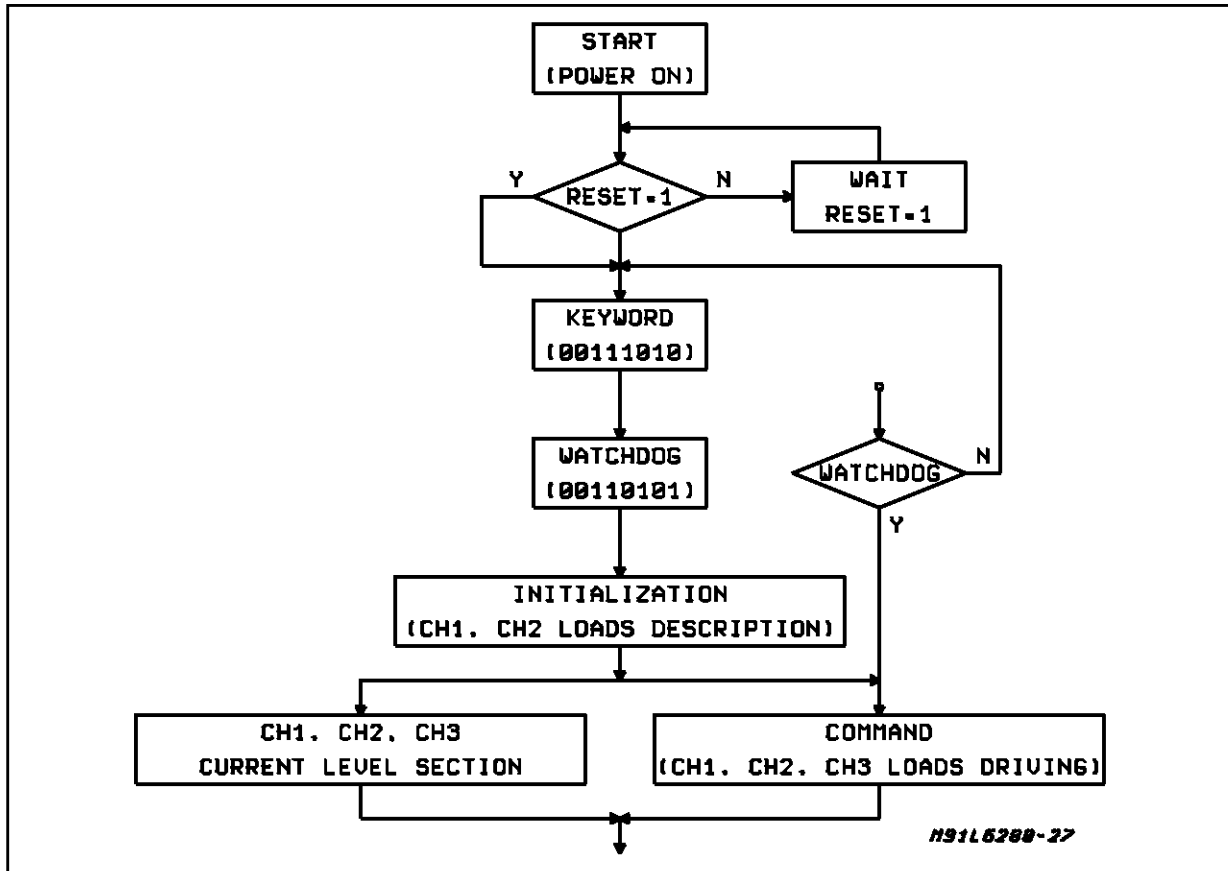 START
(POWER ON)
Y
RESET=1
N
WAIT
RESET=1
KEYWORD
(00111010)
WATCHDOG
(00110101)
WATCHDOG
N
Y
INITIALIZATION
(CH1. CH2 LOADS DESCRIPTION)
CH1. CH2. CH3
CURRENT LEVEL SECTION
COMMAND
(CH1. CH2. CH3 LOADS DRIVING)
M91L6280-27